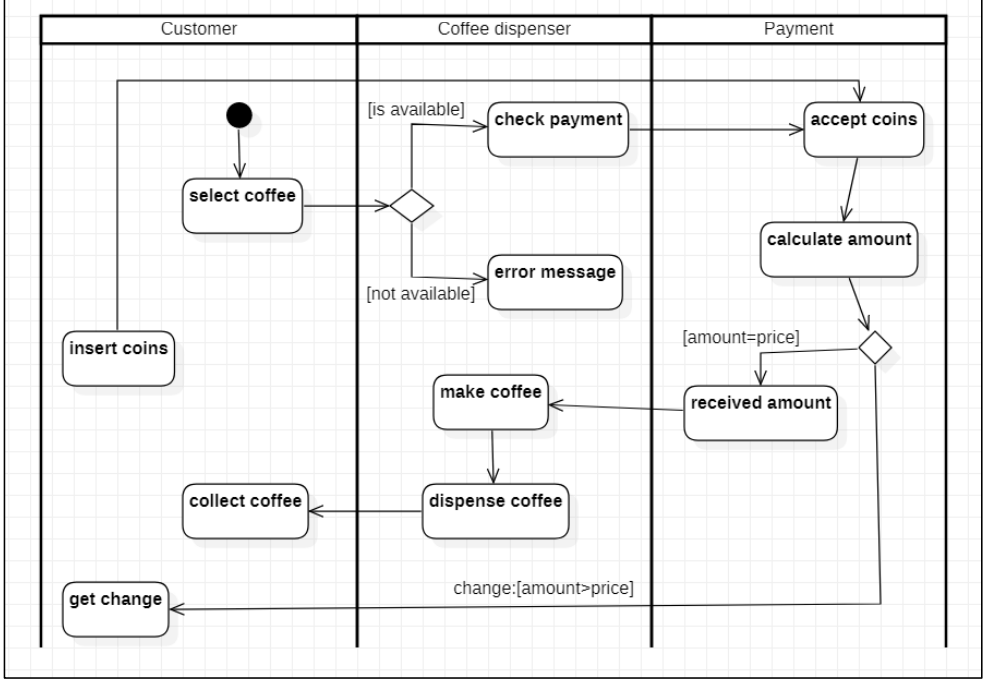 Customer
Coffee dispenser
Payment
[is available]
check payment
accept coins
select coffee
calculate amount
error message
[not available]
insert coins
[amount=price]
make coffee
received amount
collect coffee
dispense coffee
change:[amount>price]
get change